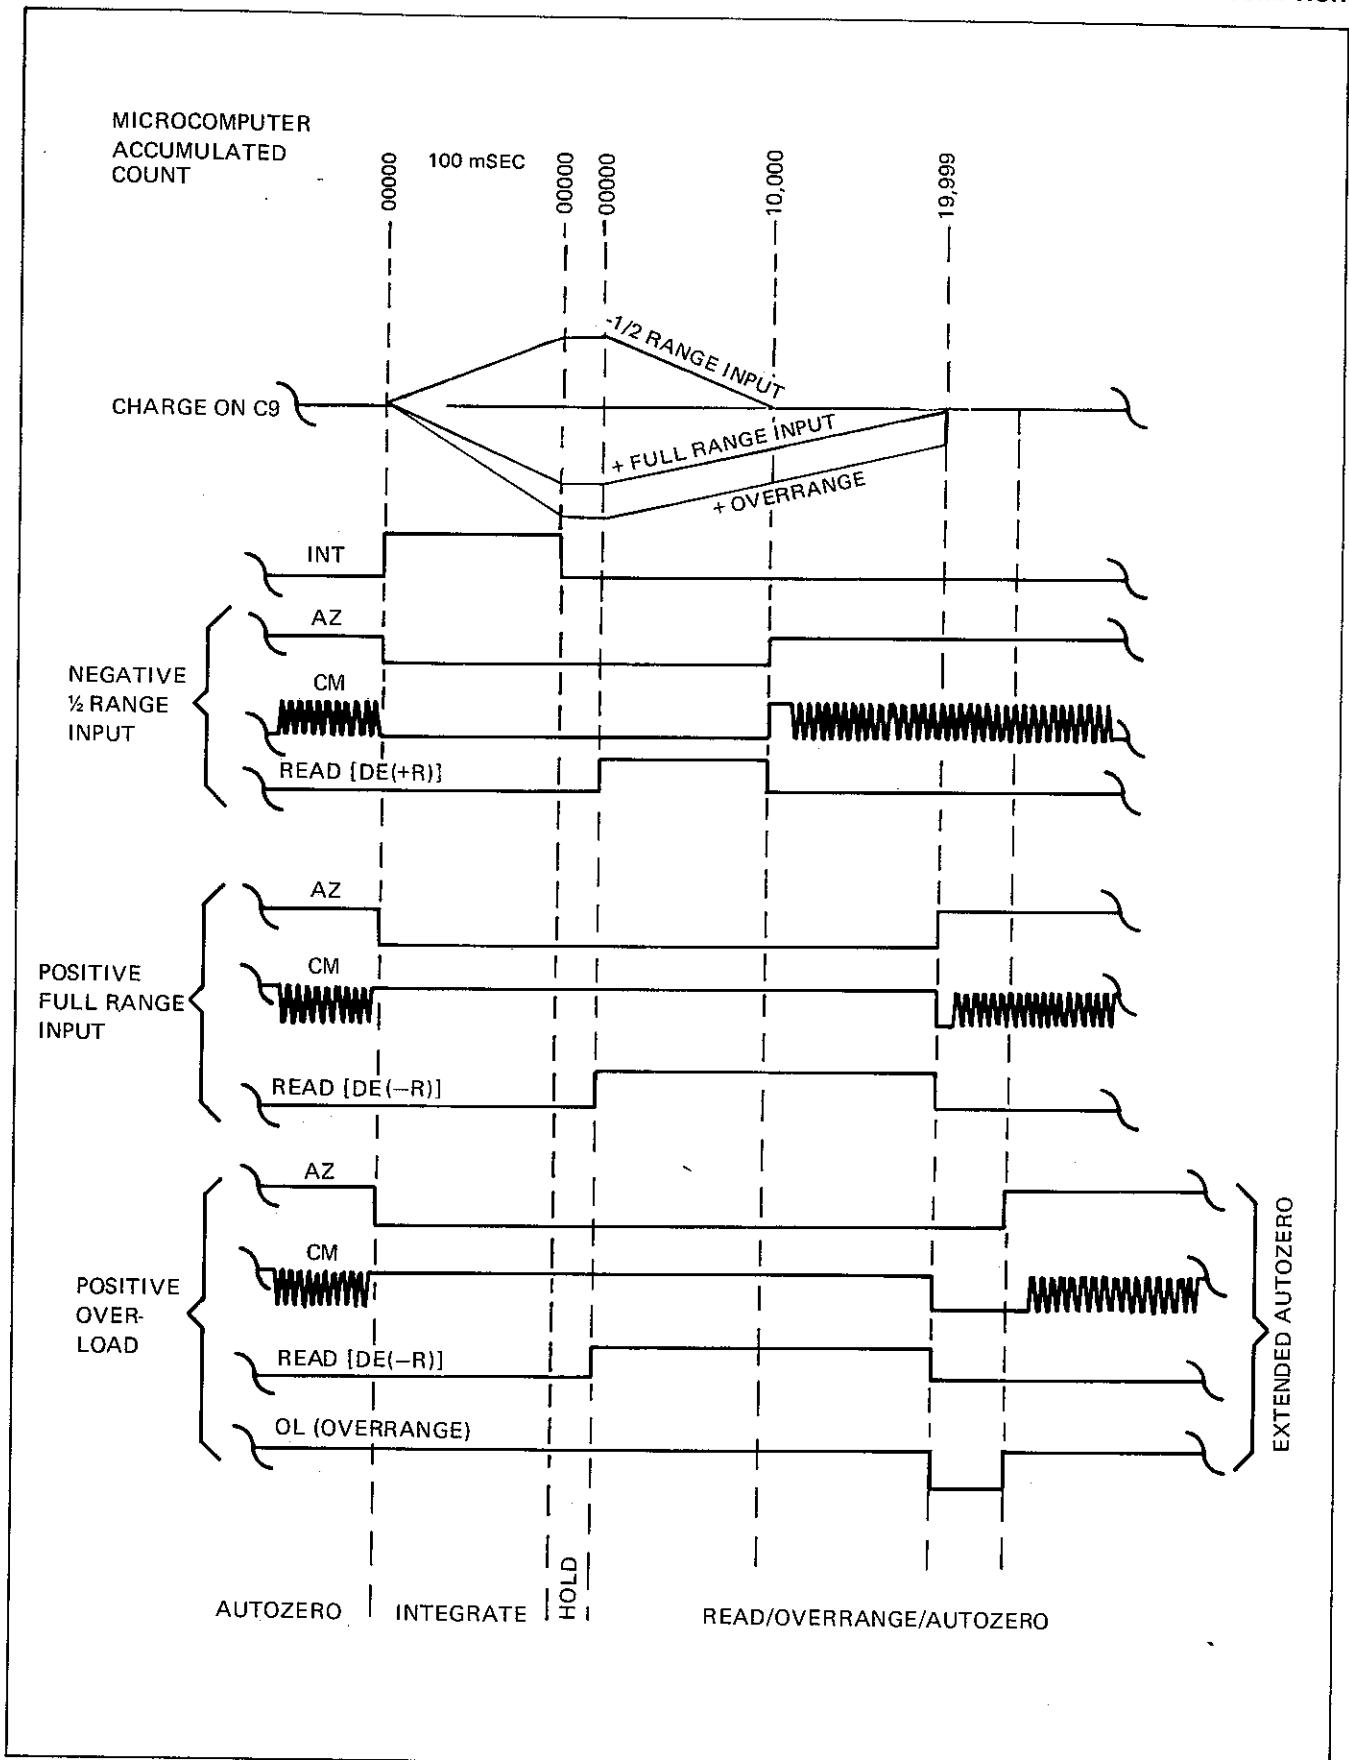 MICROCOMPUTER
ACCUMULATED
COUNT
00000
100 mSEC
00000
00000
10,000
19,999
-1/2 RANGE INPUT
CHARGE ON C9
+ FULL RANGE INPUT
+ OVERRANGE
INT
NEGATIVE
½ RANGE
INPUT
AZ
CM
READ [DE(+R)]
POSITIVE
FULL RANGE
INPUT
AZ
CM
READ [DE(—R)]
POSITIVE
OVER-
LOAD
AZ
CM
READ [DE(—R)]
OL (OVERRANGE)
EXTENDED AUTOZERO
AUTOZERO
INTEGRATE
HOLD
READ/OVERRANGE/AUTOZERO